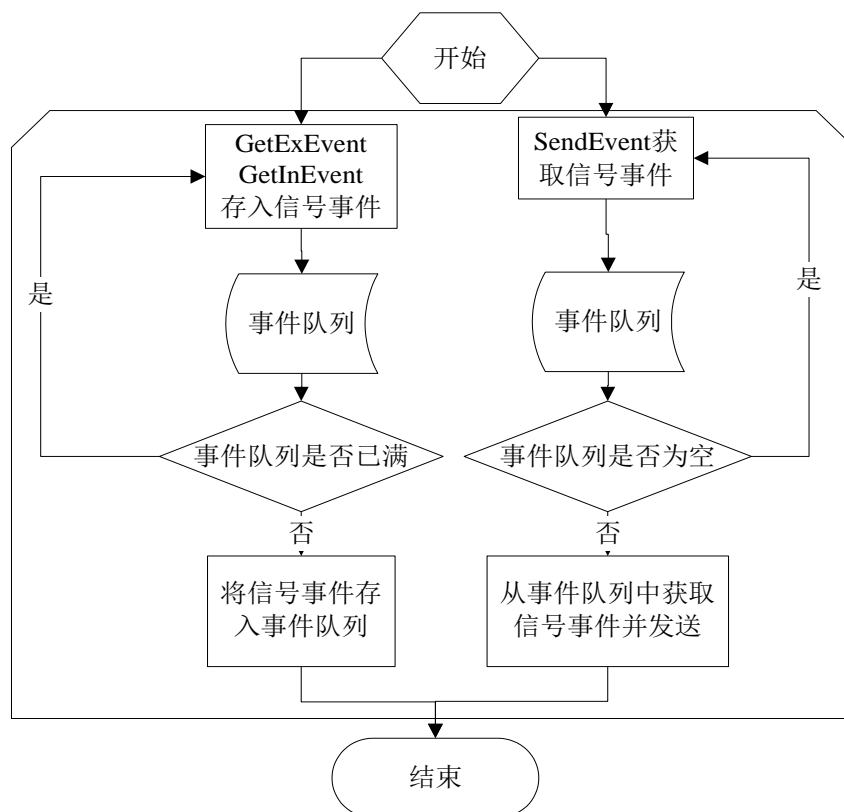 开始
GetExEvent
GetInEvent
存入信号事件
SendEvent获
取信号事件
是
是
事件队列
事件队列
事件队列是否已满
事件队列是否为空
否
否
将信号事件存
入事件队列
从事件队列中获取
信号事件并发送
结束